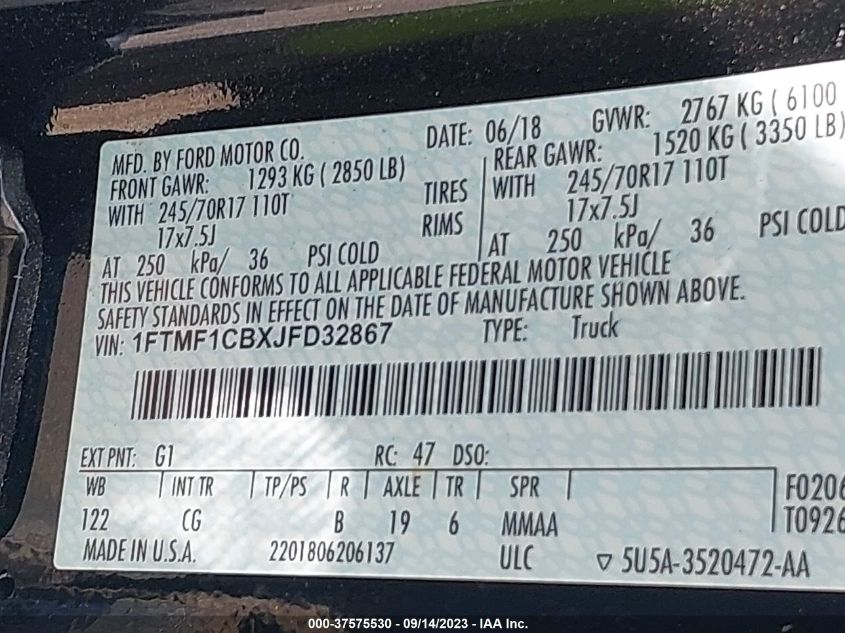 MFD. BY FORD MOTOR CO. DATE: 06/18 GVWR: 2767 KG ( 6100
FRONT GAWR: 1293 KG ( 2850 LB) REAR GAWR: 1520 KG ( 3350 LB)
WITH 245/70R17 110T TIRES WITH 245/70R17 110T
17x7.5J RIMS 17x7.5J
AT 250 kPa/ 36 PSI COLD AT 250 kPa/ 36 PSI COLD
THIS VEHICLE CONFORMS TO ALL APPLICABLE FEDERAL MOTOR VEHICLE
SAFETY STANDARDS IN EFFECT ON THE DATE OF MANUFACTURE SHOWN ABOVE.
VIN: 1FTMF1CBXJFD32867 TYPE: Truck
EXT PNT: G1 RC: 47 DSO:
WB INT TR TP/PS R AXLE TR SPR F0206
122 CG B 19 6 MMAA T0926
MADE IN U.S.A. 2201806206137 ULC ▽ 5U5A-3520472-AA
000-37575530 - 09/14/2023 - IAA Inc.